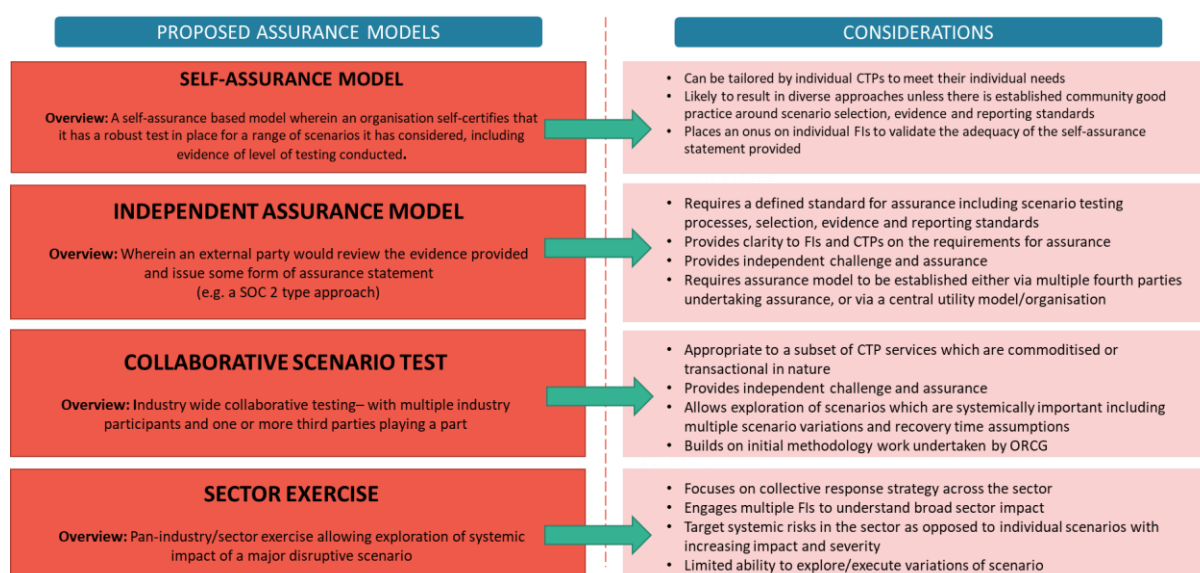 PROPOSED ASSURANCE MODELS
CONSIDERATIONS
SELF-ASSURANCE MODEL
Overview: A self-assurance based model wherein an organisation self-certifies that
it has a robust test in place for a range of scenarios it has considered, including
evidence of level of testing conducted.
• Can be tailored by individual CTPs to meet their individual needs
• Likely to result in diverse approaches unless there is established community good
practice around scenario selection, evidence and reporting standards
• Places an onus on individual FIs to validate the adequacy of the self-assurance
statement provided
INDEPENDENT ASSURANCE MODEL
Overview: Wherein an external party would review the evidence provided
and issue some form of assurance statement
(e.g. a SOC 2 type approach)
• Requires a defined standard for assurance including scenario testing
processes, selection, evidence and reporting standards
• Provides clarity to FIs and CTPs on the requirements for assurance
• Provides independent challenge and assurance
• Requires assurance model to be established either via multiple fourth parties
undertaking assurance, or via a central utility model/organisation
COLLABORATIVE SCENARIO TEST
Overview: Industry wide collaborative testing– with multiple industry
participants and one or more third parties playing a part
• Appropriate to a subset of CTP services which are commoditised or
transactional in nature
• Provides independent challenge and assurance
• Allows exploration of scenarios which are systemically important including
multiple scenario variations and recovery time assumptions
• Builds on initial methodology work undertaken by ORCG
SECTOR EXERCISE
Overview: Pan-industry/sector exercise allowing exploration of systemic
impact of a major disruptive scenario
• Focuses on collective response strategy across the sector
• Engages multiple FIs to understand broad sector impact
• Target systemic risks in the sector as opposed to individual scenarios with
increasing impact and severity
• Limited ability to explore/execute variations of scenario